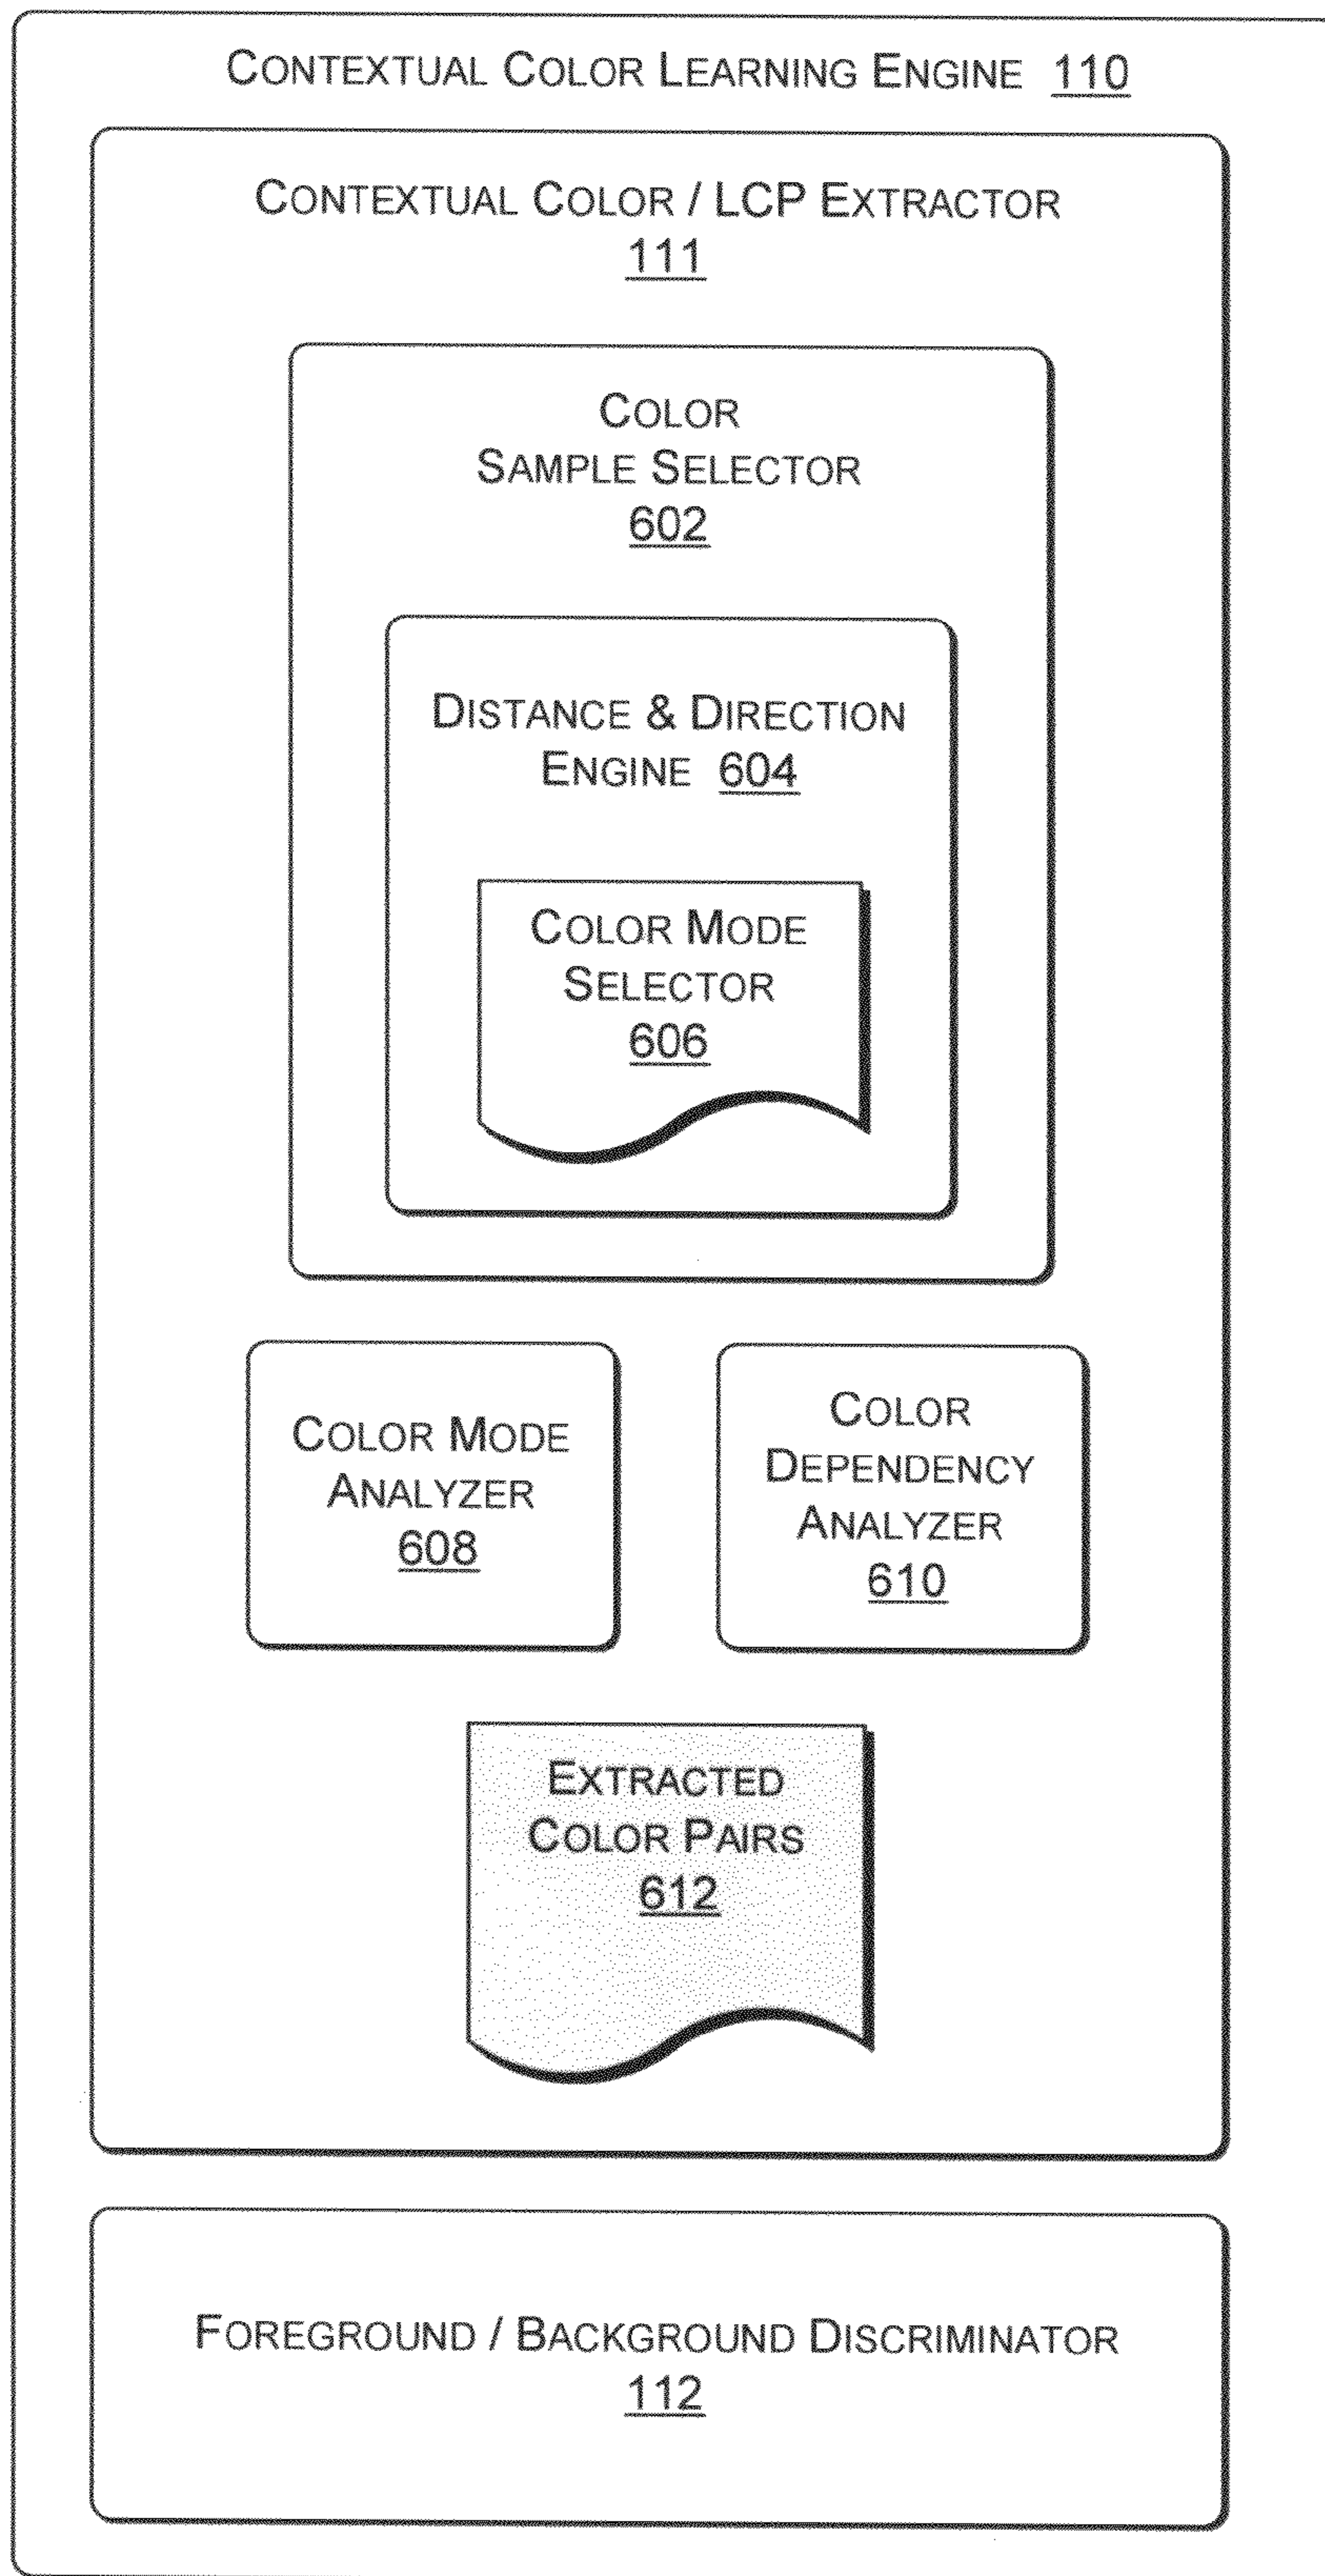 CONTEXTUAL COLOR LEARNING ENGINE 110
CONTEXTUAL COLOR / LCP EXTRACTOR
111
COLOR
SAMPLE SELECTOR
602
DISTANCE & DIRECTION
ENGINE 604
COLOR MODE
SELECTOR
606
COLOR MODE
ANALYZER
608
COLOR
DEPENDENCY
ANALYZER
610
EXTRACTED
COLOR PAIRS
612
FOREGROUND / BACKGROUND DISCRIMINATOR
112